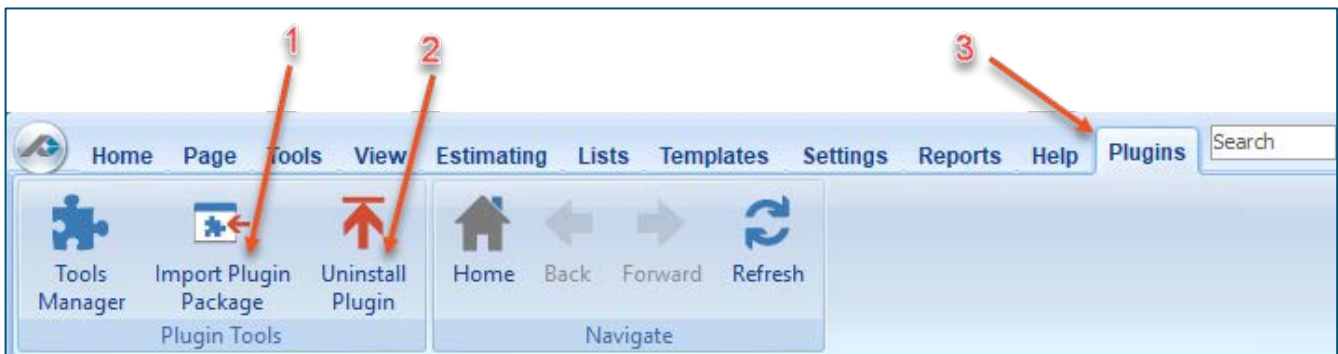 1 2 3
Home Page Tools View Estimating Lists Templates Settings Reports Help Plugins Search
Tools Manager
Import Plugin Package
Uninstall Plugin
Home Back Forward Refresh
Plugin Tools Navigate